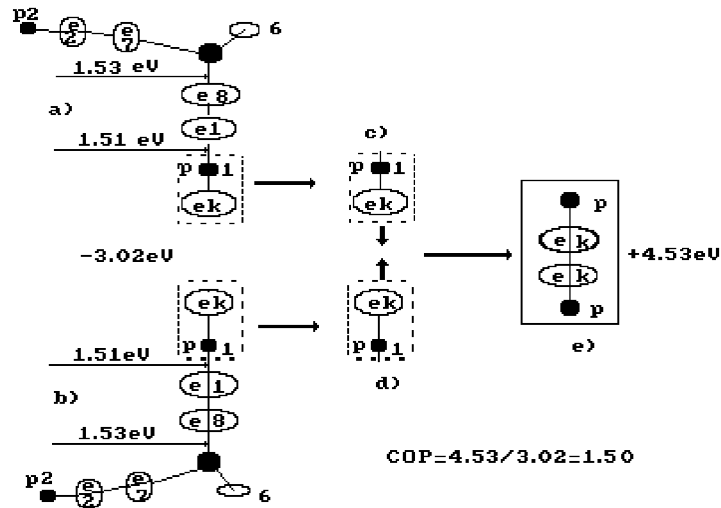 p2
e
2
e
7
6
1.53 eV
a)
e 8
e1
1.51 eV
p 1
ek
c)
p 1
ek
p
e k
e k
p
+4.53eV
e)
-3.02eV
ek
p 1
1.51eV
e 1
b)
e 8
1.53eV
ek
p 1
d)
COP=4.53/3.02=1.50
p2
e
2
e
7
6